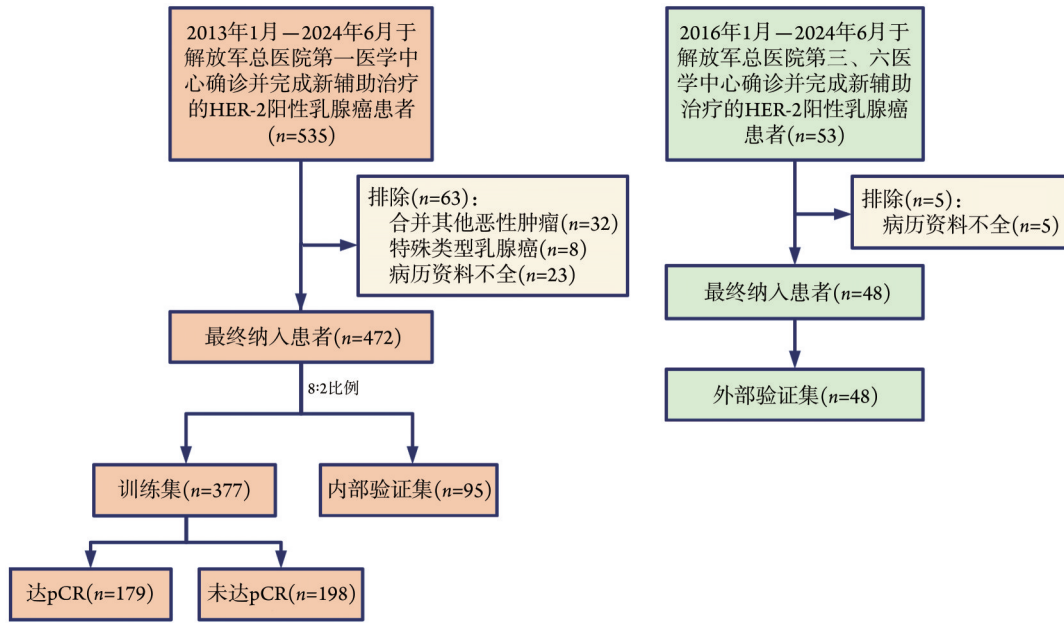 2013年1月—2024年6月于
解放军总医院第一医学中
心确诊并完成新辅助治疗
的HER-2阳性乳腺癌患者
(n=535)
排除(n=63)：
合并其他恶性肿瘤(n=32)
特殊类型乳腺癌(n=8)
病历资料不全(n=23)
最终纳入患者(n=472)
8∶2比例
训练集(n=377)
内部验证集(n=95)
达pCR(n=179)
未达pCR(n=198)
2016年1月—2024年6月于
解放军总医院第三、六医
学中心确诊并完成新辅助
治疗的HER-2阳性乳腺癌
患者(n=53)
排除(n=5)：
病历资料不全(n=5)
最终纳入患者(n=48)
外部验证集(n=48)